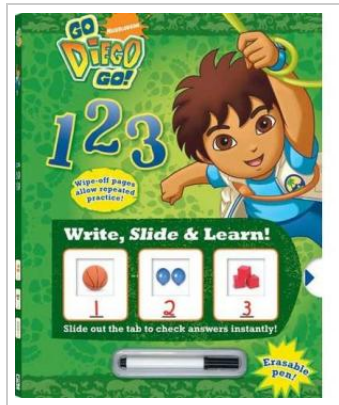 GO
NICKELODEON
DIEGO
GO!
123
Wipe-off pages
allow repeated
practice!
Write, Slide & Learn!
1 2 3
Slide out the tab to check answers instantly!
Erasable
pen!